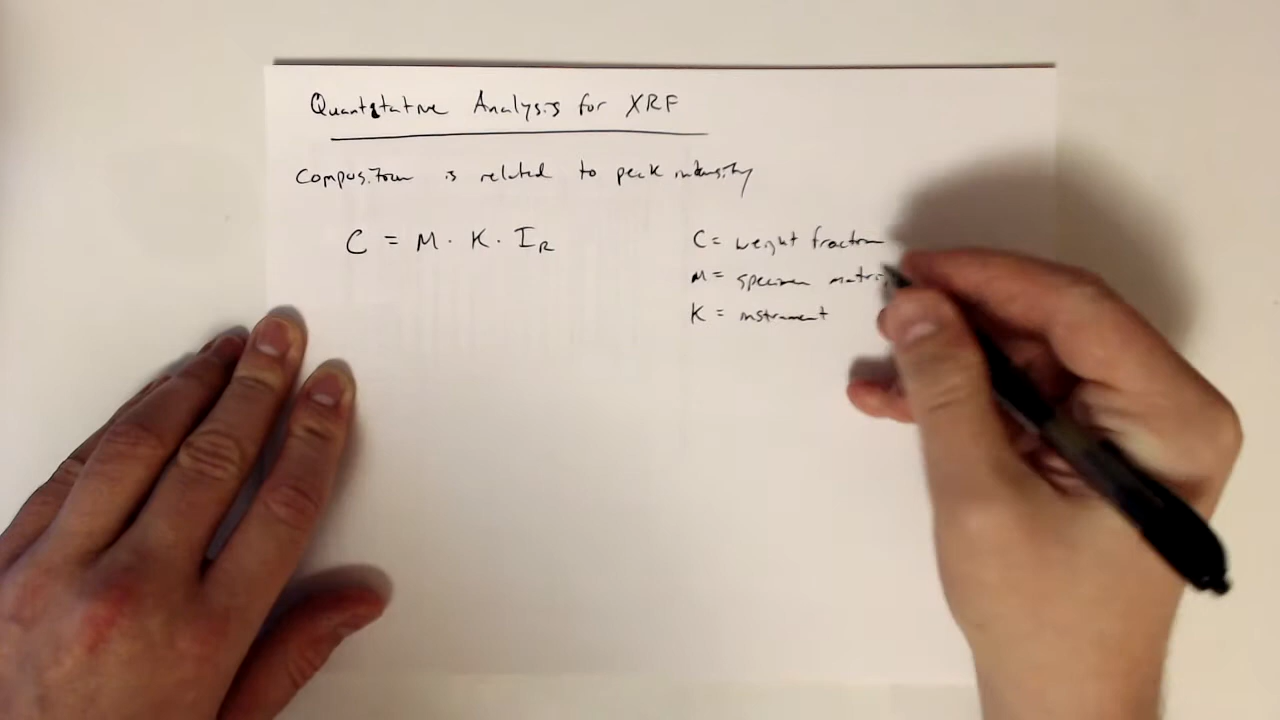 Quantitative Analysis for XRF
Composition is related to peak intensity
C = M · K · I_R
C = weight fraction
M = specimen matrix
K = instrument